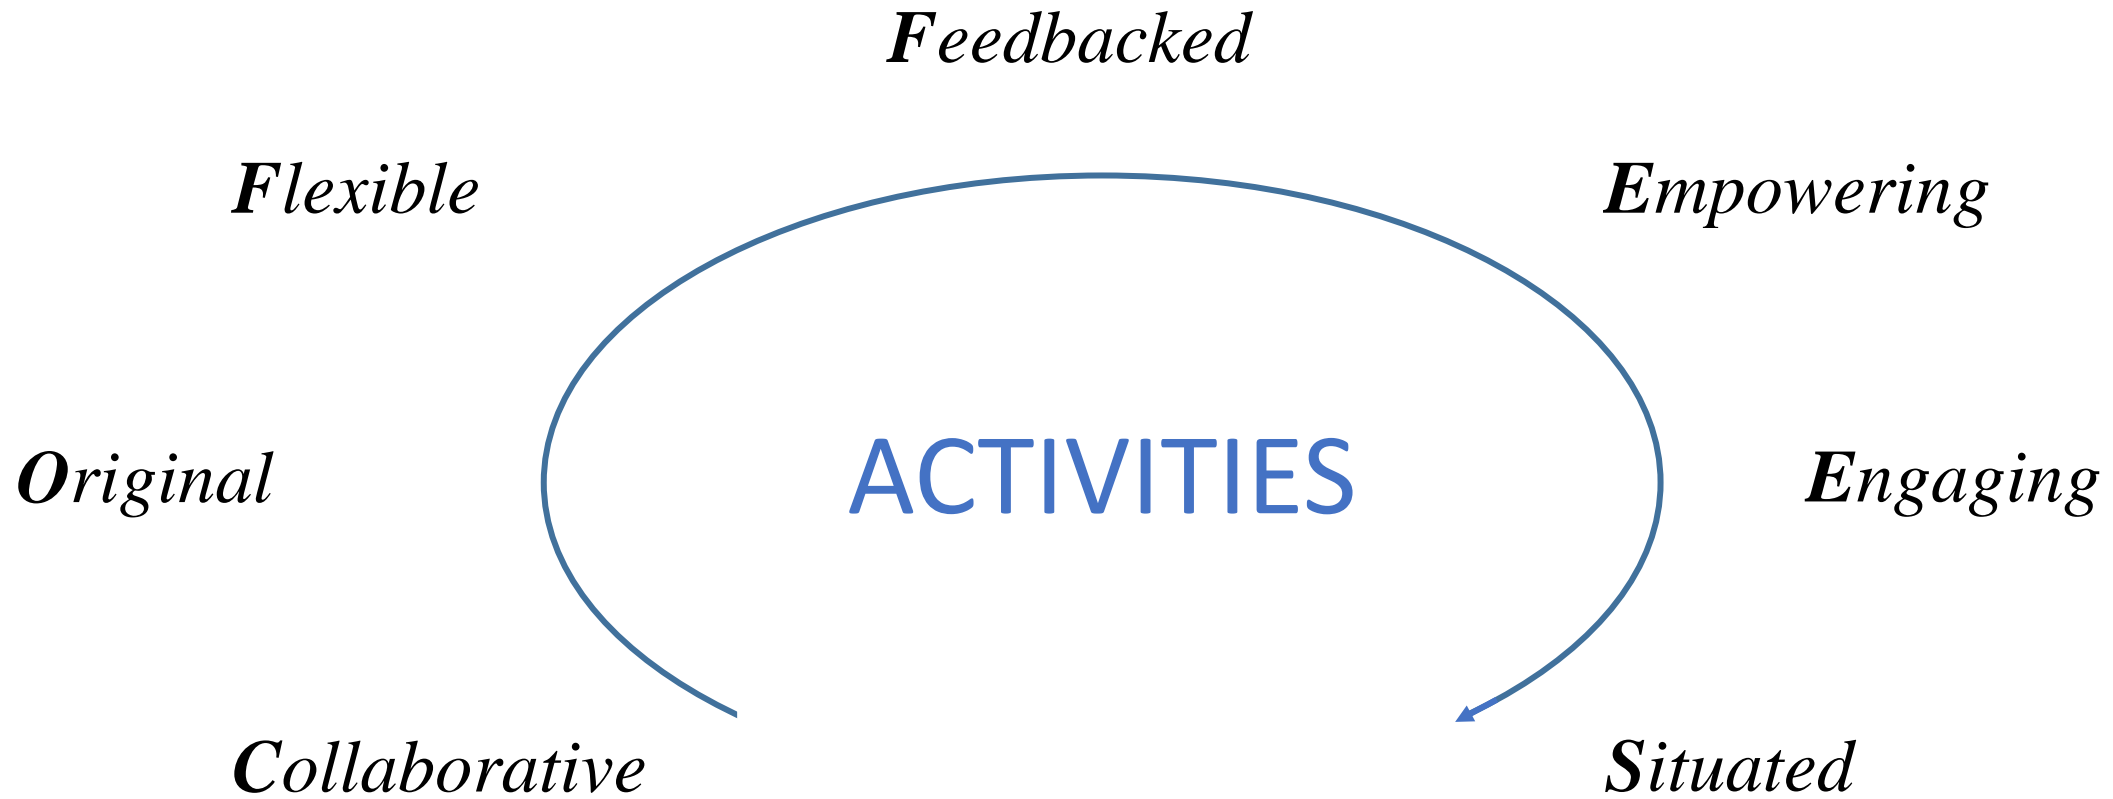 Feedbacked
Flexible
Empowering
Original
ACTIVITIES
Engaging
Collaborative
Situated